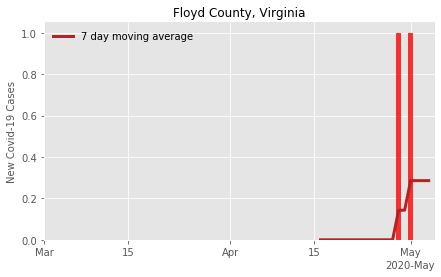 Floyd County, Virginia
7 day moving average
New Covid-19 Cases
1.0
0.8
0.6
0.4
0.2
0.0
Mar 15 Apr 15 May
2020-May